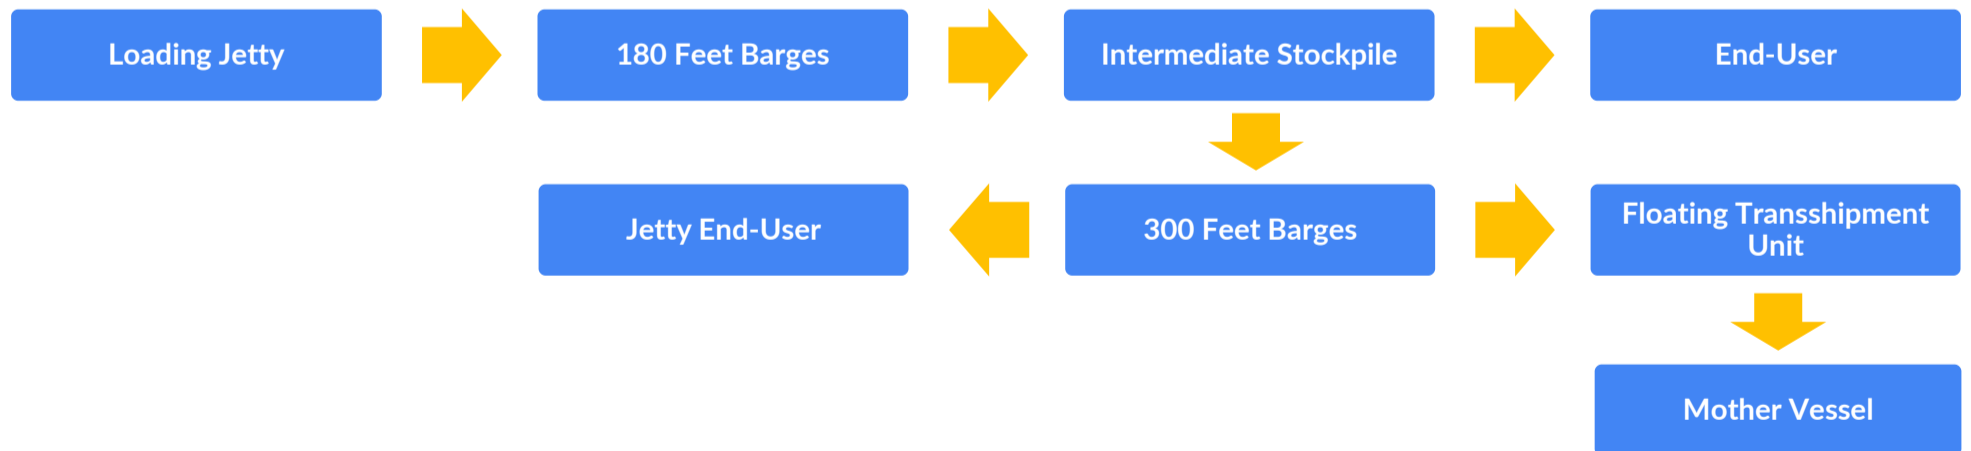 Loading Jetty
180 Feet Barges
Intermediate Stockpile
End-User
Jetty End-User
300 Feet Barges
Floating Transshipment
Unit
Mother Vessel